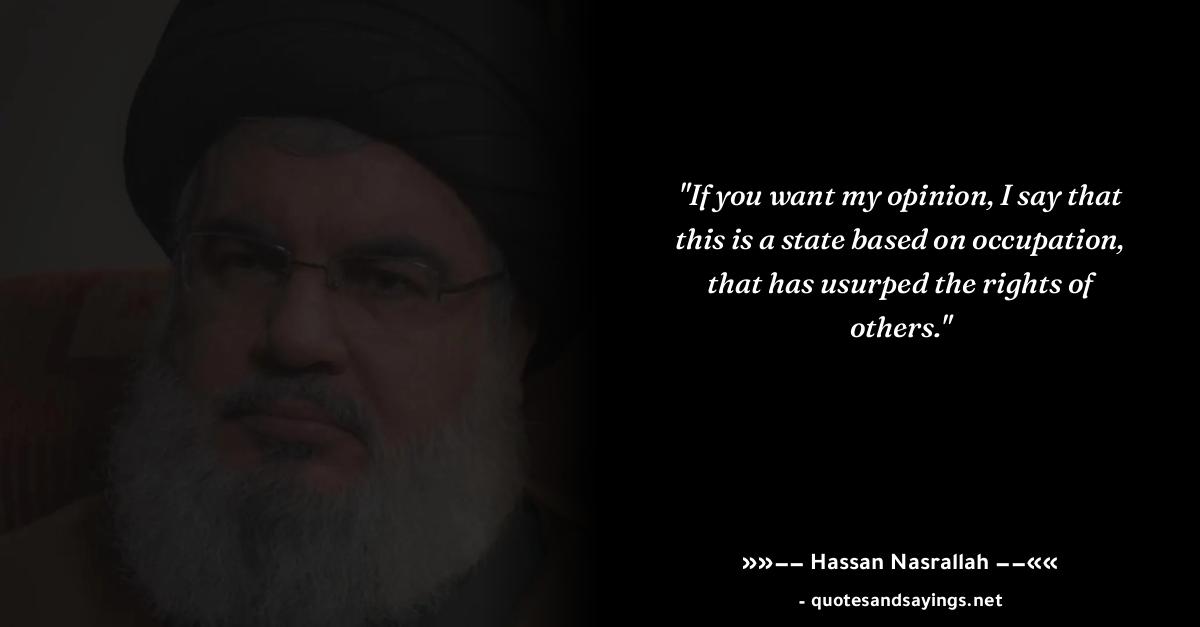 "If you want my opinion, I say that
this is a state based on occupation,
that has usurped the rights of
others."
»»−− Hassan Nasrallah −−««
- quotesandsayings.net